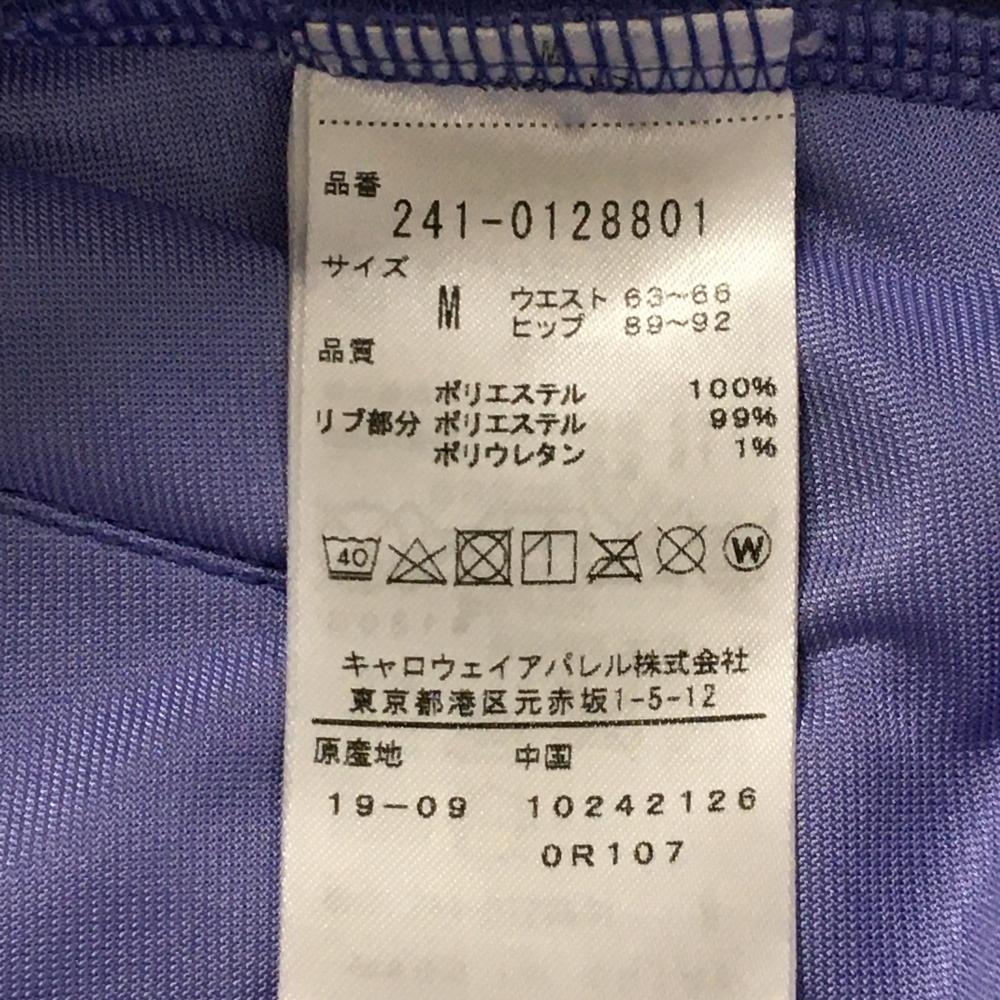 品番
241-0128801
サイズ
M ウエスト 63～66
ヒップ 89～92
品質
ポリエステル 100%
リブ部分 ポリエステル 99%
ポリウレタン 1%
40 W
キャロウェイアパレル株式会社
東京都港区元赤坂1-5-12
原産地 中国
19-09 10242126
0R107